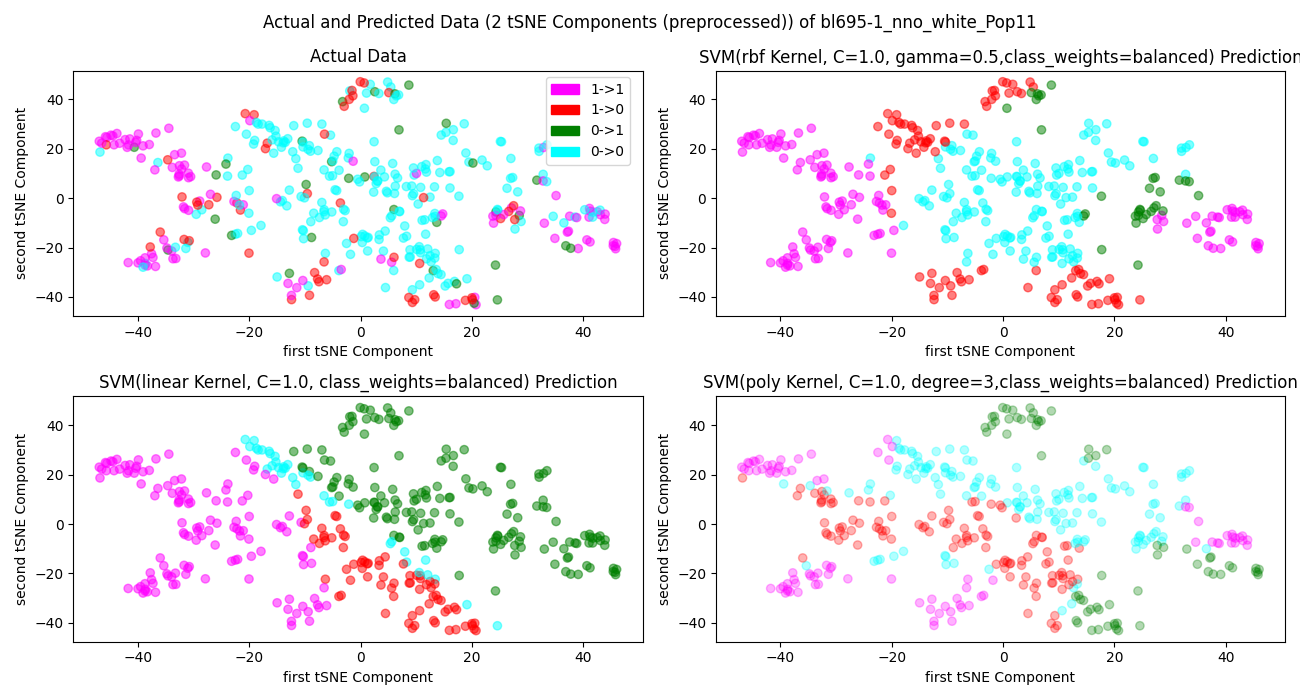 Actual and Predicted Data (2 tSNE Components (preprocessed)) of bl695-1_nno_white_Pop11
Actual Data
second tSNE Component
40
20
0
−20
−40
1->1
1->0
0->1
0->0
−40 −20 0 20 40
first tSNE Component
SVM(rbf Kernel, C=1.0, gamma=0.5,class_weights=balanced) Prediction
second tSNE Component
40
20
0
−20
−40
−40 −20 0 20 40
first tSNE Component
SVM(linear Kernel, C=1.0, class_weights=balanced) Prediction
second tSNE Component
40
20
0
−20
−40
−40 −20 0 20 40
first tSNE Component
SVM(poly Kernel, C=1.0, degree=3,class_weights=balanced) Prediction
second tSNE Component
40
20
0
−20
−40
−40 −20 0 20 40
first tSNE Component